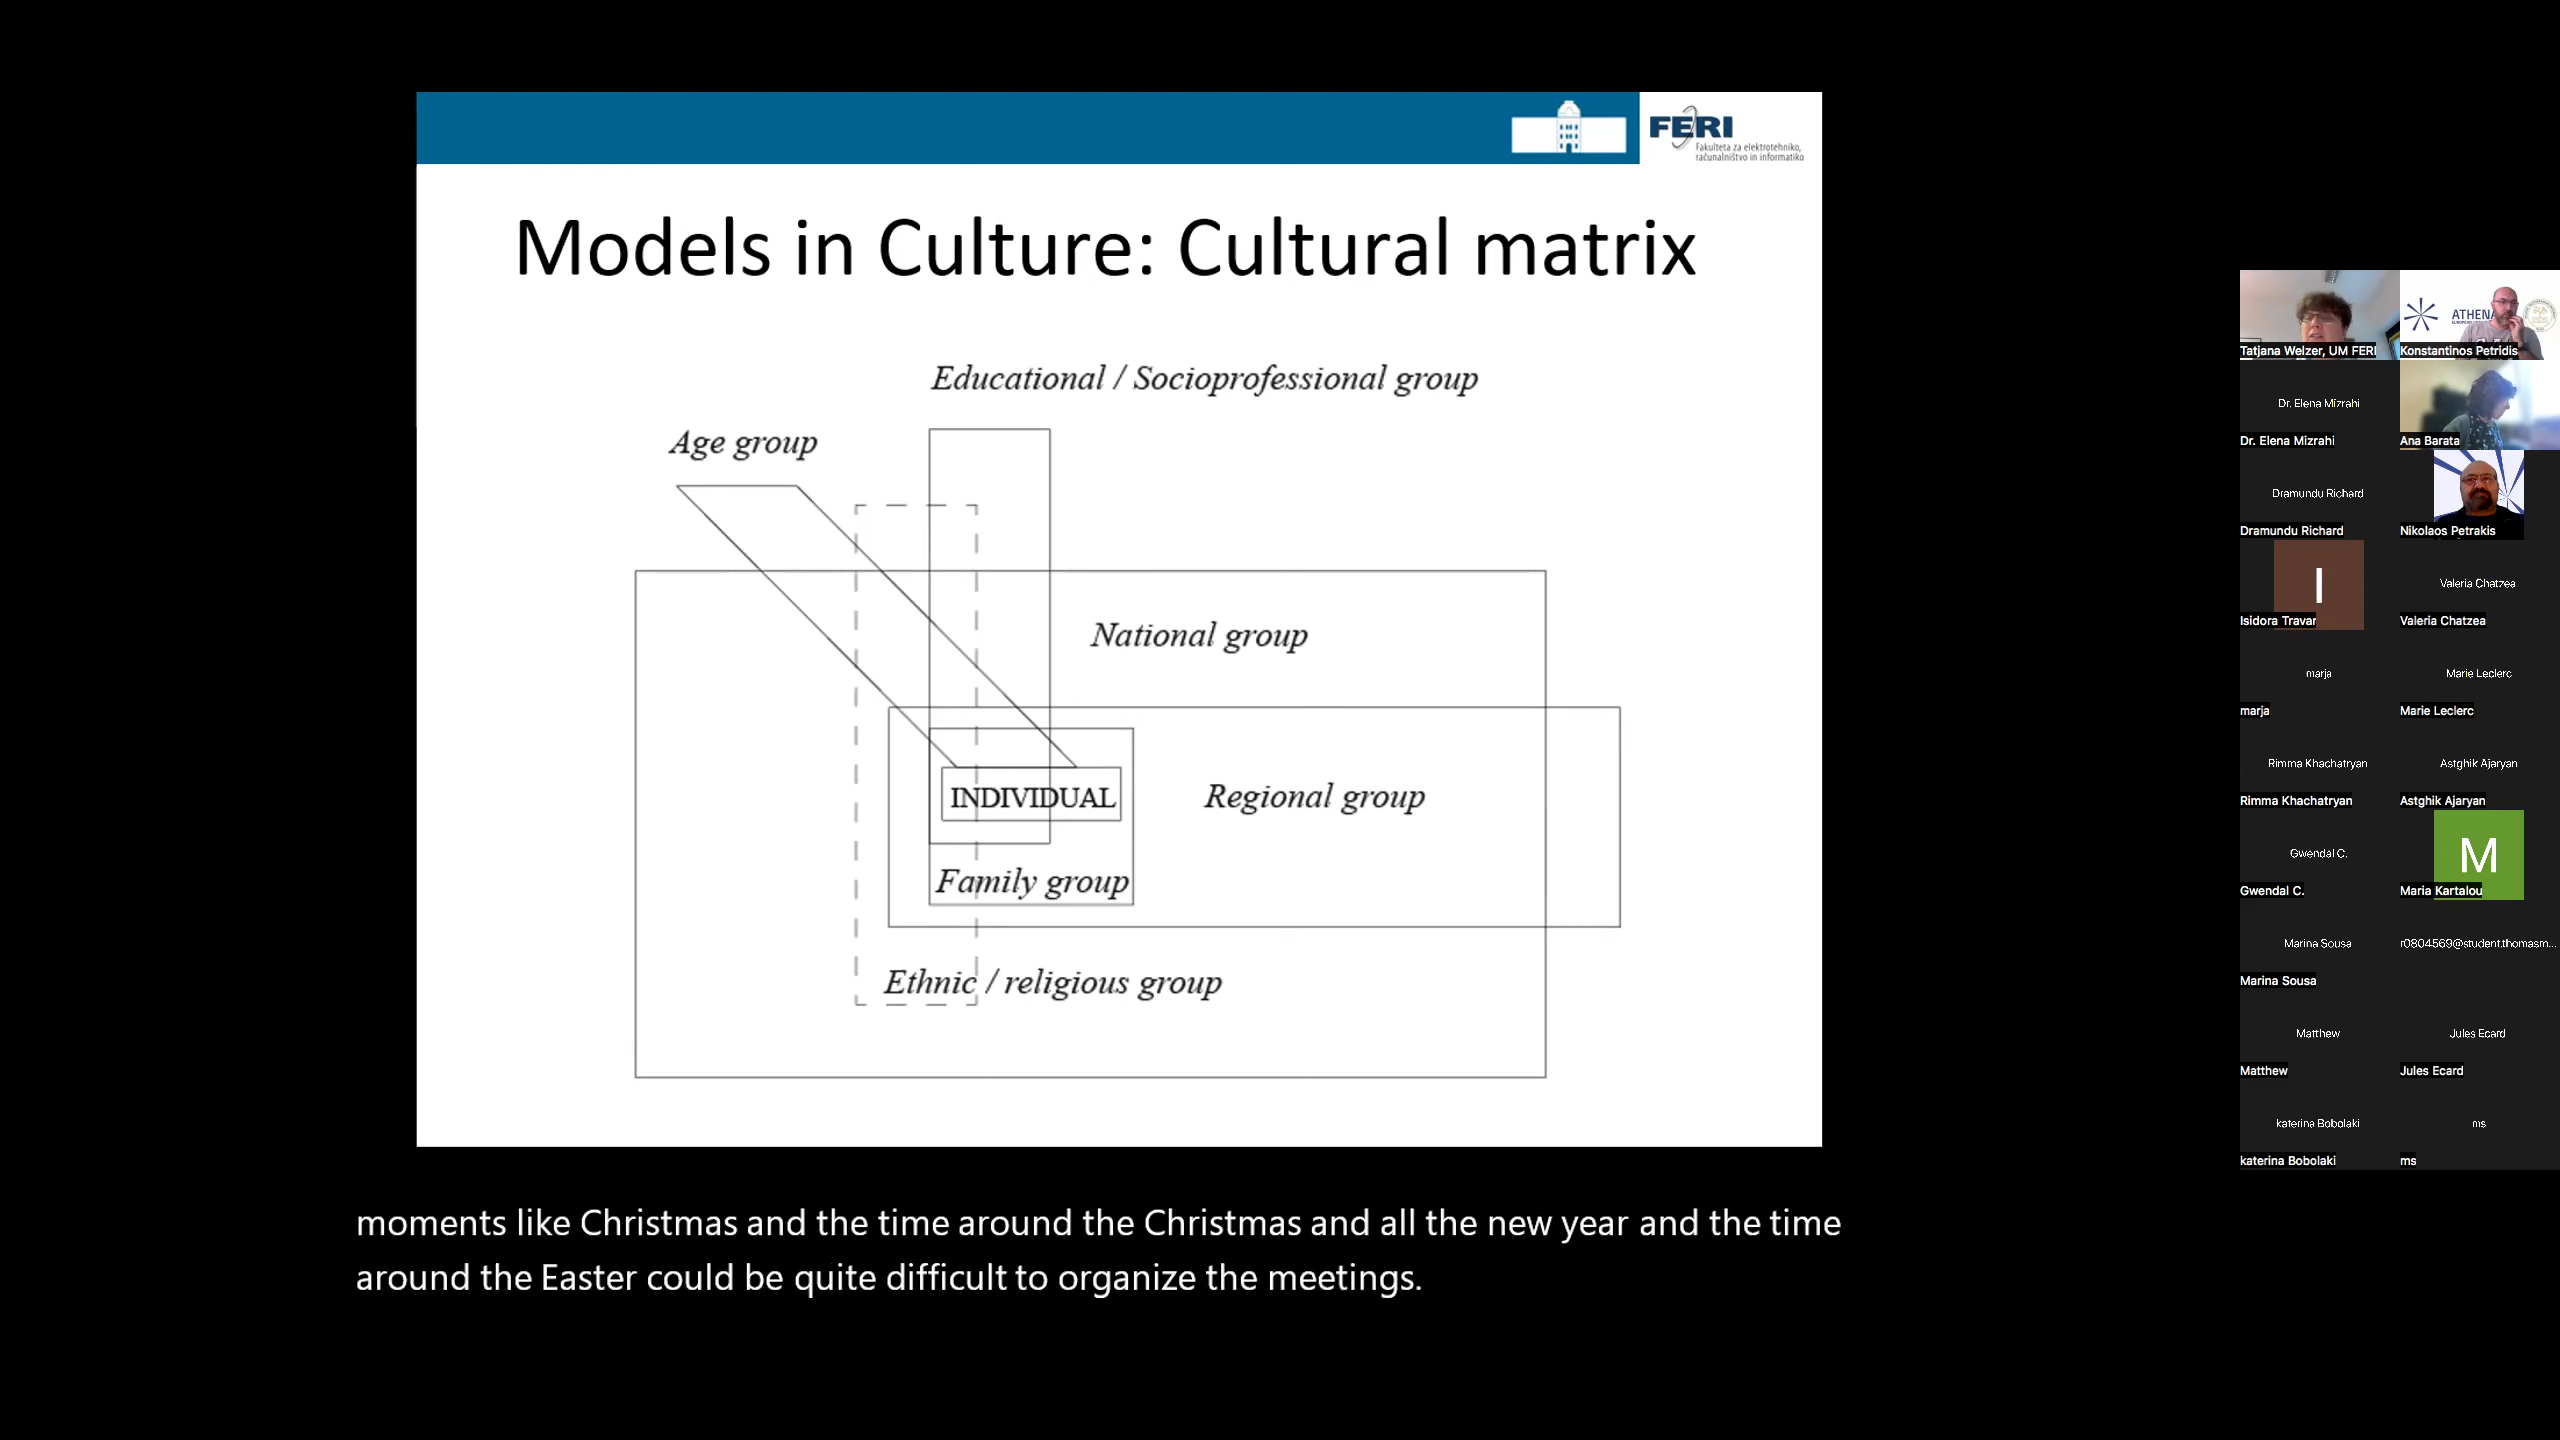 FERI
Fakulteta za elektrotehniko,
računalništvo in informatiko
Models in Culture: Cultural matrix
Educational / Socioprofessional group
Age group
National group
INDIVIDUAL
Regional group
Family group
Ethnic / religious group
moments like Christmas and the time around the Christmas and all the new year and the time
around the Easter could be quite difficult to organize the meetings.
ATHENA
Tatjana Welzer, UM FERI
Konstantinos Petridis
Dr. Elena Mizrahi
Dr. Elena Mizrahi
Ana Barata
Dramundu Richard
Dramundu Richard
Nikolaos Petrakis
I
Isidora Travar
Valeria Chatzea
Valeria Chatzea
marja
marja
Marie Leclerc
Marie Leclerc
Rimma Khachatryan
Rimma Khachatryan
Astghik Ajaryan
Astghik Ajaryan
Gwendal C.
Gwendal C.
M
Maria Kartalou
Marina Sousa
Marina Sousa
r0804569@student.thomasm...
Matthew
Matthew
Jules Ecard
Jules Ecard
katerina Bobolaki
katerina Bobolaki
ms
ms